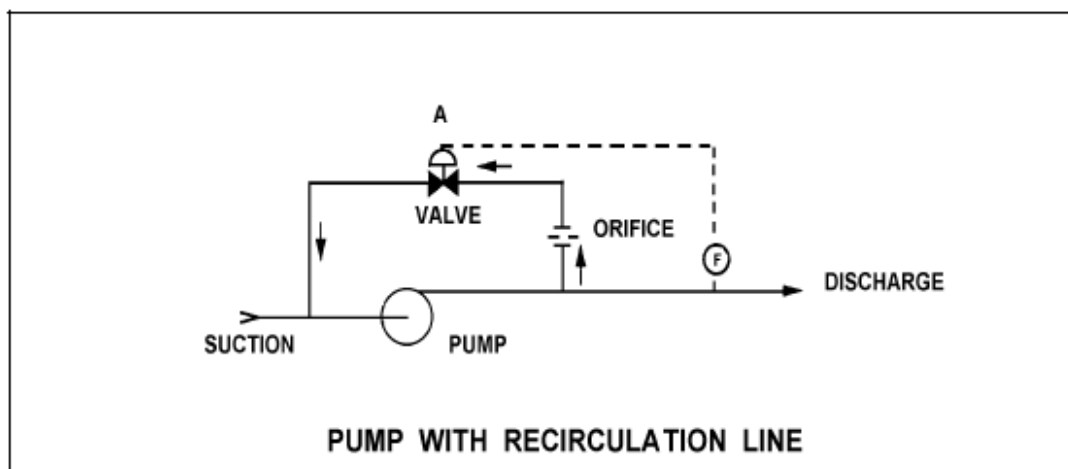 A
VALVE
ORIFICE
F
DISCHARGE
SUCTION
PUMP
PUMP WITH RECIRCULATION LINE